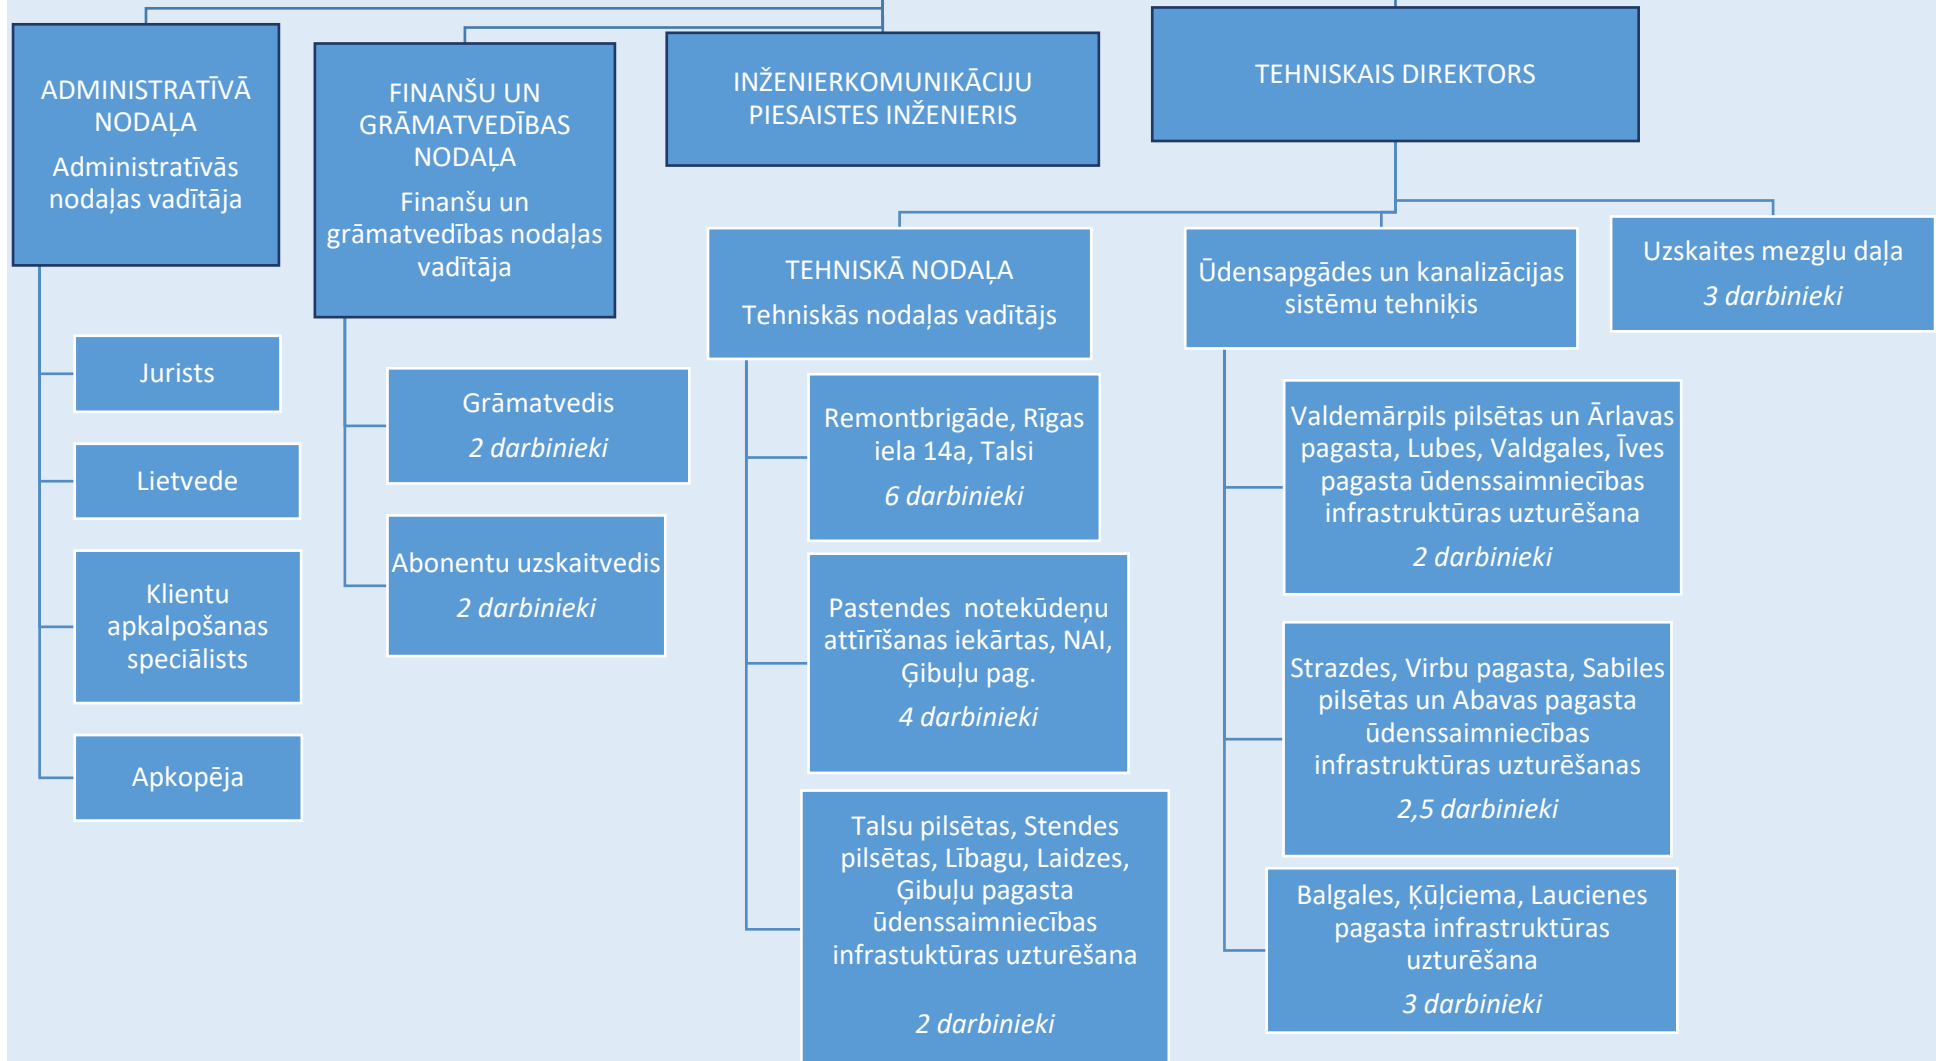 ADMINISTRATĪVĀ
NODAĻA
Administratīvās
nodaļas vadītāja
Jurists
Lietvede
Klientu
apkalpošanas
speciālists
Apkopēja
FINANŠU UN
GRĀMATVEDĪBAS
NODAĻA
Finanšu un
grāmatvedības nodaļas
vadītāja
Grāmatvedis
2 darbinieki
Abonentu uzskaitvedis
2 darbinieki
INŽENIERKOMUNIKĀCIJU
PIESAISTES INŽENIERIS
TEHNISKAIS DIREKTORS
TEHNISKĀ NODAĻA
Tehniskās nodaļas vadītājs
Remontbrigāde, Rīgas
iela 14a, Talsi
6 darbinieki
Pastendes  notekūdeņu
attīrīšanas iekārtas, NAI,
Ģibuļu pag.
4 darbinieki
Talsu pilsētas, Stendes
pilsētas, Lībagu, Laidzes,
Ģibuļu pagasta
ūdenssaimniecības
infrastuktūras uzturēšana
2 darbinieki
Ūdensapgādes un kanalizācijas
sistēmu tehniķis
Valdemārpils pilsētas un Ārlavas
pagasta, Lubes, Valdgales, Īves
pagasta ūdenssaimniecības
infrastruktūras uzturēšana
2 darbinieki
Strazdes, Virbu pagasta, Sabiles
pilsētas un Abavas pagasta
ūdenssaimniecības
infrastruktūras uzturēšanas
2,5 darbinieki
Balgales, Ķūļciema, Laucienes
pagasta infrastruktūras
uzturēšana
3 darbinieki
Uzskaites mezglu daļa
3 darbinieki